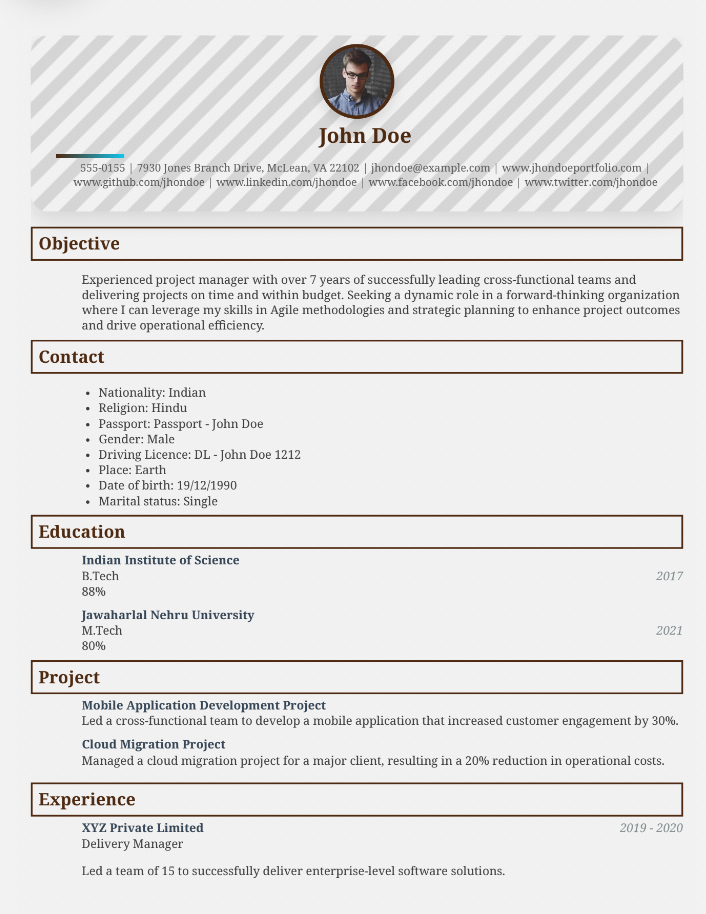 John Doe
555-0155 | 7930 Jones Branch Drive, McLean, VA 22102 | jhondoe@example.com | www.jhondoeportfolio.com |
www.github.com/jhondoe | www.linkedin.com/jhondoe | www.facebook.com/jhondoe | www.twitter.com/jhondoe
Objective
Experienced project manager with over 7 years of successfully leading cross-functional teams and
delivering projects on time and within budget. Seeking a dynamic role in a forward-thinking organization
where I can leverage my skills in Agile methodologies and strategic planning to enhance project outcomes
and drive operational efficiency.
Contact
• Nationality: Indian
• Religion: Hindu
• Passport: Passport - John Doe
• Gender: Male
• Driving Licence: DL - John Doe 1212
• Place: Earth
• Date of birth: 19/12/1990
• Marital status: Single
Education
Indian Institute of Science
B.Tech 2017
88%
Jawaharlal Nehru University
M.Tech 2021
80%
Project
Mobile Application Development Project
Led a cross-functional team to develop a mobile application that increased customer engagement by 30%.
Cloud Migration Project
Managed a cloud migration project for a major client, resulting in a 20% reduction in operational costs.
Experience
XYZ Private Limited 2019 - 2020
Delivery Manager
Led a team of 15 to successfully deliver enterprise-level software solutions.